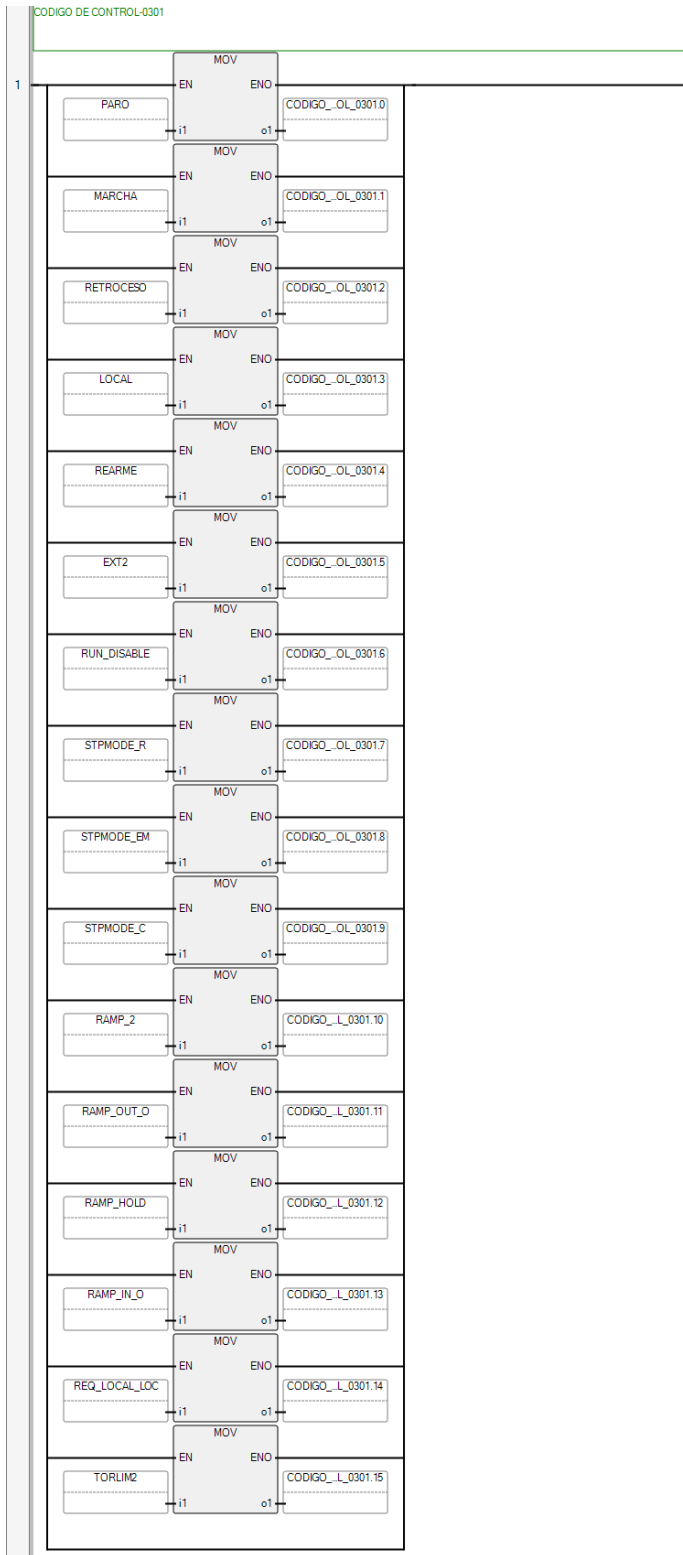 CODIGO DE CONTROL-0301
MOV
1
EN ENO
PARO CODIGO_...OL_0301.0
i1 o1
MOV
EN ENO
MARCHA CODIGO_...OL_0301.1
i1 o1
MOV
EN ENO
RETROCESO CODIGO_...OL_0301.2
i1 o1
MOV
EN ENO
LOCAL CODIGO_...OL_0301.3
i1 o1
MOV
EN ENO
REARME CODIGO_...OL_0301.4
i1 o1
MOV
EN ENO
EXT2 CODIGO_...OL_0301.5
i1 o1
MOV
EN ENO
RUN_DISABLE CODIGO_...OL_0301.6
i1 o1
MOV
EN ENO
STPMODE_R CODIGO_...OL_0301.7
i1 o1
MOV
EN ENO
STPMODE_EM CODIGO_...OL_0301.8
i1 o1
MOV
EN ENO
STPMODE_C CODIGO_...OL_0301.9
i1 o1
MOV
EN ENO
RAMP_2 CODIGO_...L_0301.10
i1 o1
MOV
EN ENO
RAMP_OUT_O CODIGO_...L_0301.11
i1 o1
MOV
EN ENO
RAMP_HOLD CODIGO_...L_0301.12
i1 o1
MOV
EN ENO
RAMP_IN_O CODIGO_...L_0301.13
i1 o1
MOV
EN ENO
REQ_LOCAL_LOC CODIGO_...L_0301.14
i1 o1
MOV
EN ENO
TORLIM2 CODIGO_...L_0301.15
i1 o1